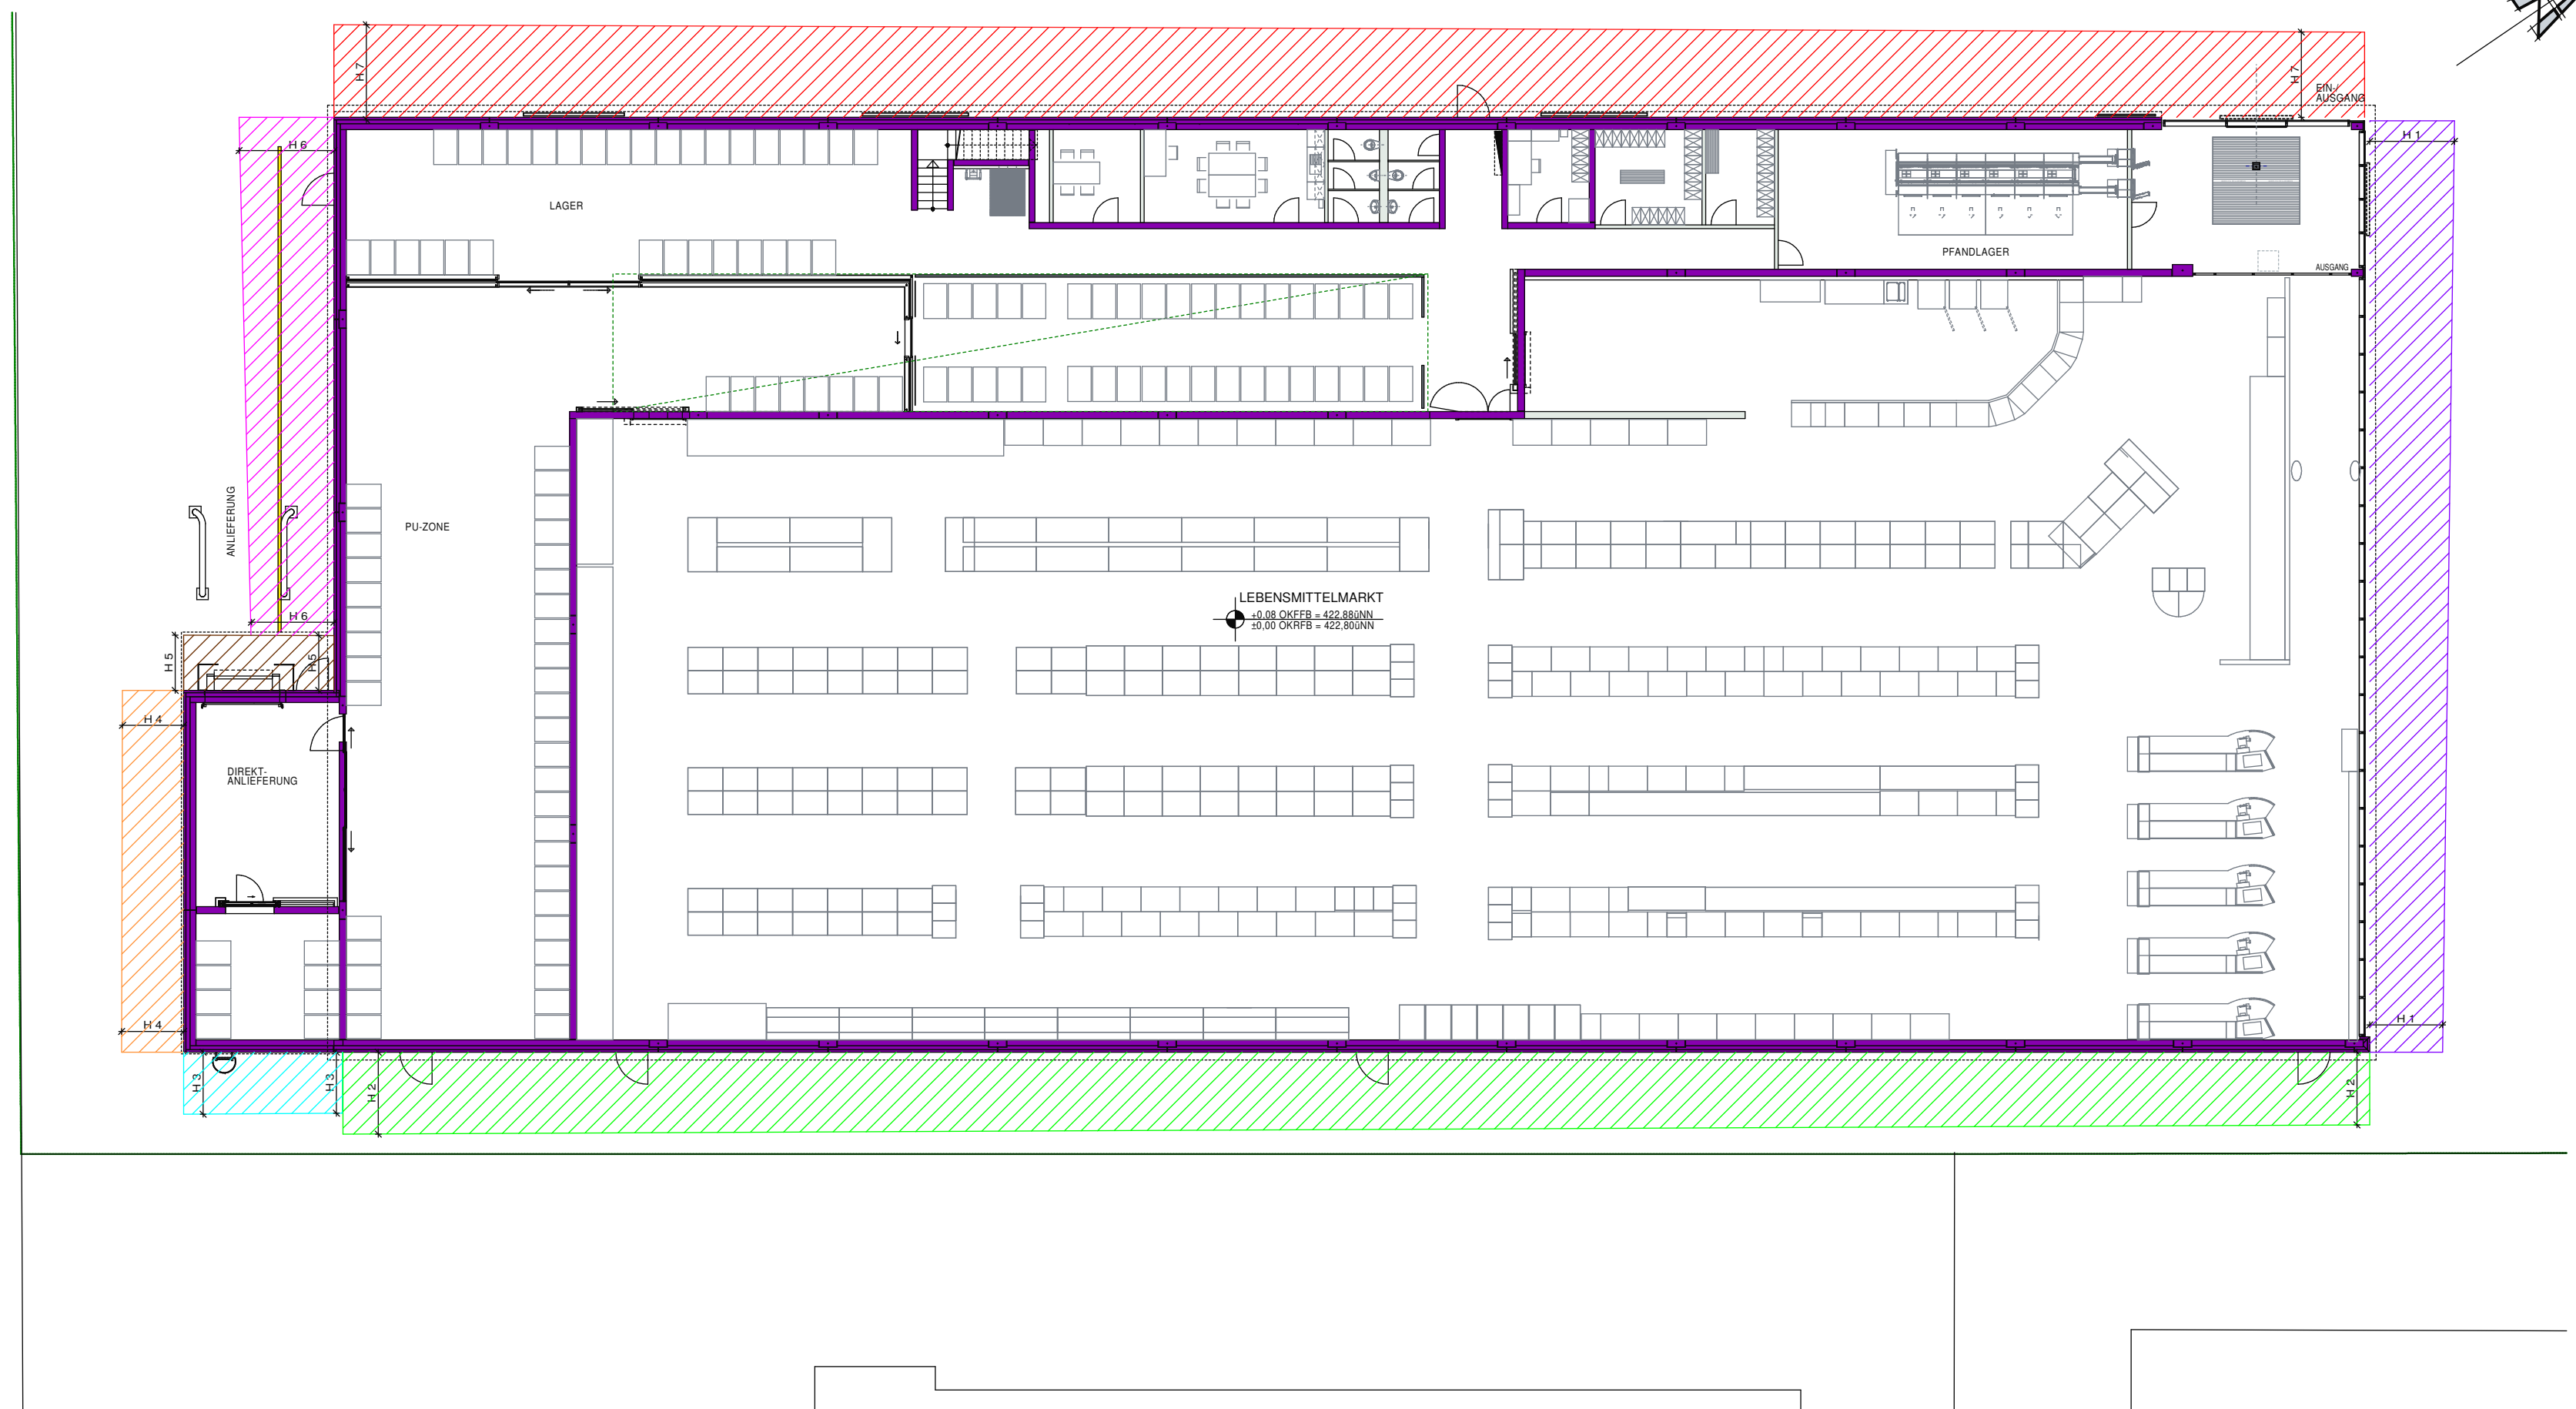 H 7
H 7
EIN-
AUSGANG
H 6
H 1
LAGER
PFANDLAGER
AUSGANG
ANLIEFERUNG
PU-ZONE
LEBENSMITTELMARKT
+0,08 OKFFB = 422,88üNN
±0,00 OKRFB = 422,80üNN
H 6
H 5
H 5
H 4
DIREKT-
ANLIEFERUNG
H 4
H 1
H 3
H 3
H 2
H 2